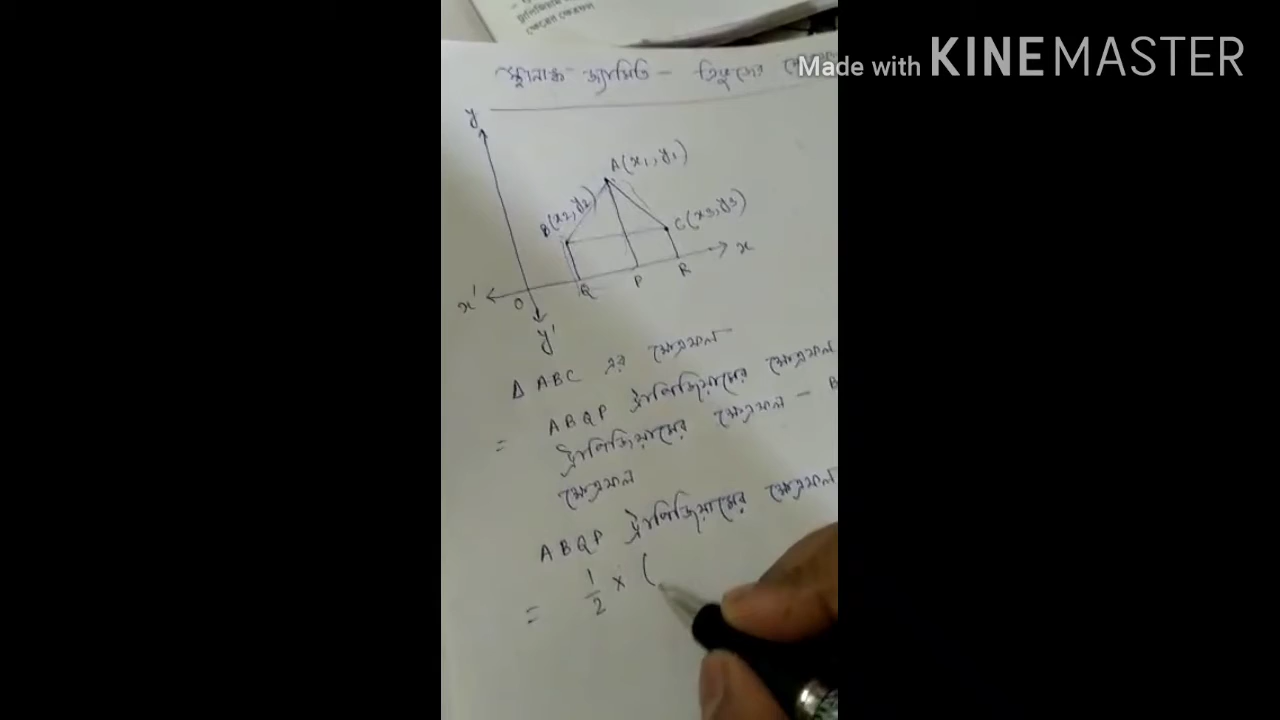 ট্রাপিজিয়ামের
ক্ষেত্রের ক্ষেত্রফল
Made with KINEMASTER
স্থানাঙ্ক জ্যামিতি - ত্রিভুজের
y
A(x1, y1)
B(x2, y2)
C(x3, y3)
x' O Q P R x
y'
Δ ABC এর ক্ষেত্রফল
= ABQP ট্রাপিজিয়ামের ক্ষেত্রফল
ট্রাপিজিয়ামের ক্ষেত্রফল - B
ক্ষেত্রফল
ABQP ট্রাপিজিয়ামের ক্ষেত্রফল
= 1/2 × (